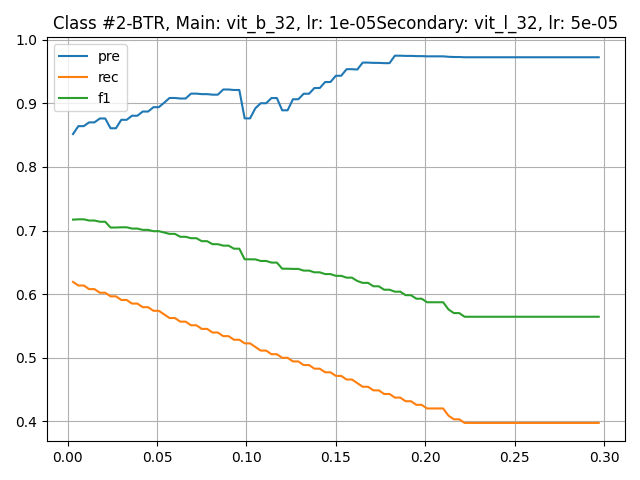 Class #2-BTR, Main: vit_b_32, lr: 1e-05Secondary: vit_l_32, lr: 5e-05
pre
rec
f1
1.0
0.9
0.8
0.7
0.6
0.5
0.4
0.00 0.05 0.10 0.15 0.20 0.25 0.30